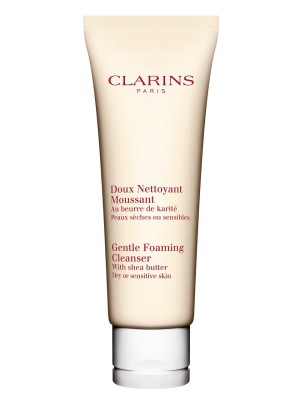 CLARINS
PARIS
Doux Nettoyant
Moussant
Au beurre de karité
Peaux sèches ou sensibles
Gentle Foaming
Cleanser
With shea butter
Dry or sensitive skin